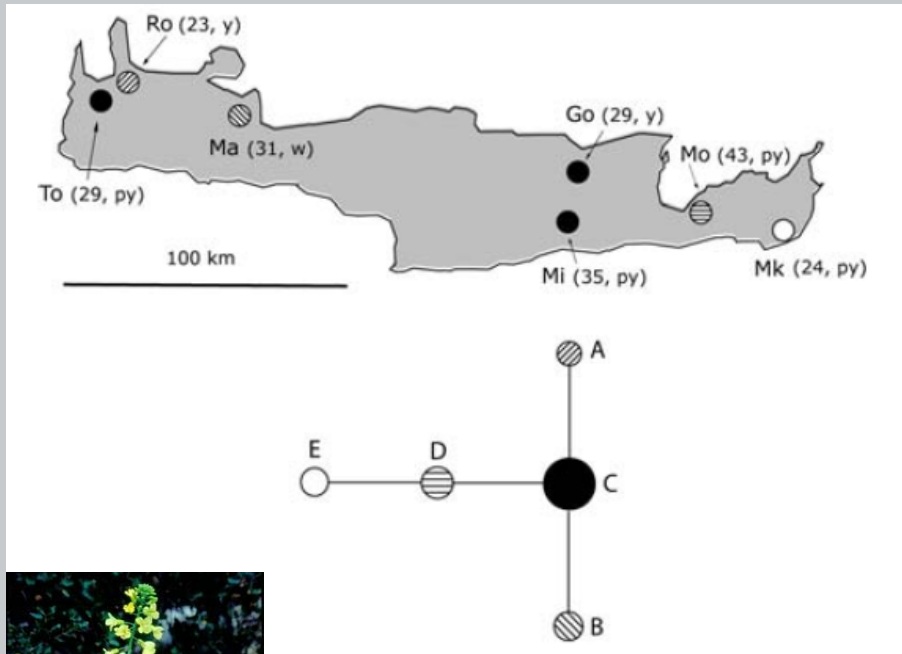 Ro (23, y)
Go (29, y)
Ma (31, w)
Mo (43, py)
To (29, py)
100 km
Mi (35, py)
Mk (24, py)
A
E
D
C
B